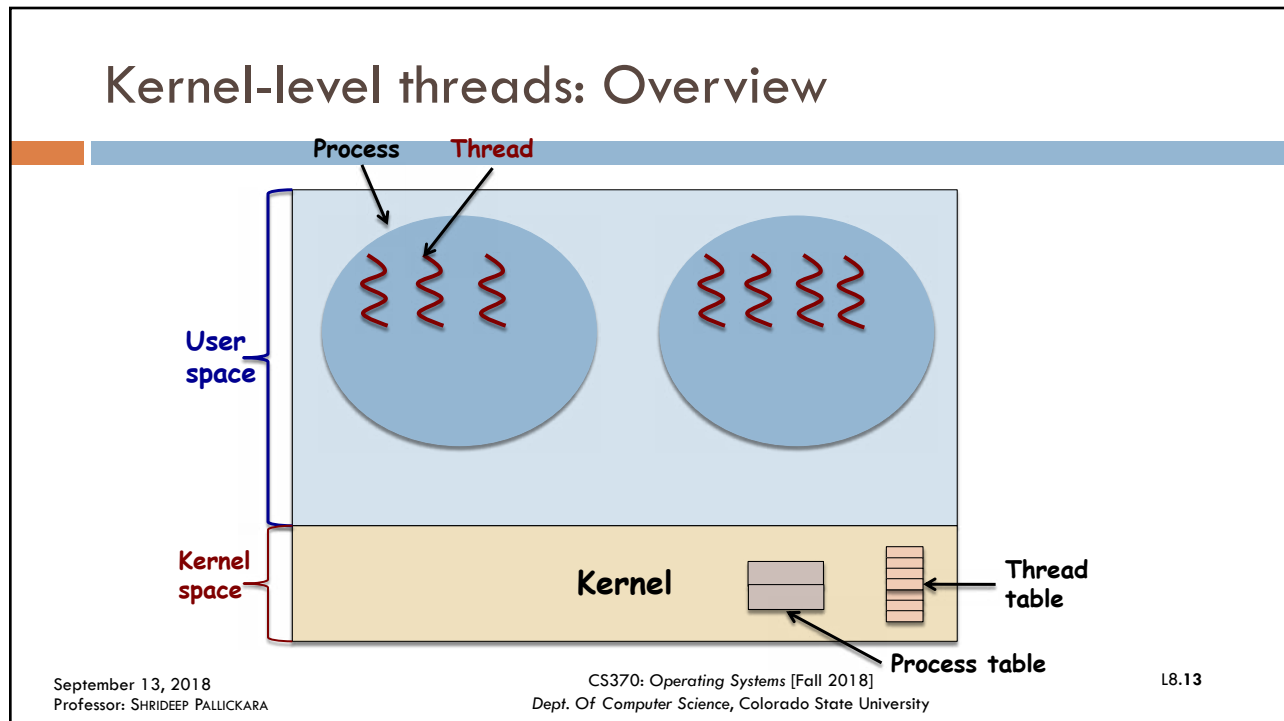 Kernel-level threads: Overview
Process
Thread
User
space
Kernel
space
Kernel
Thread
table
Process table
September 13, 2018
Professor: SHRIDEEP PALLICKARA
CS370: Operating Systems [Fall 2018]
Dept. Of Computer Science, Colorado State University
L8.13